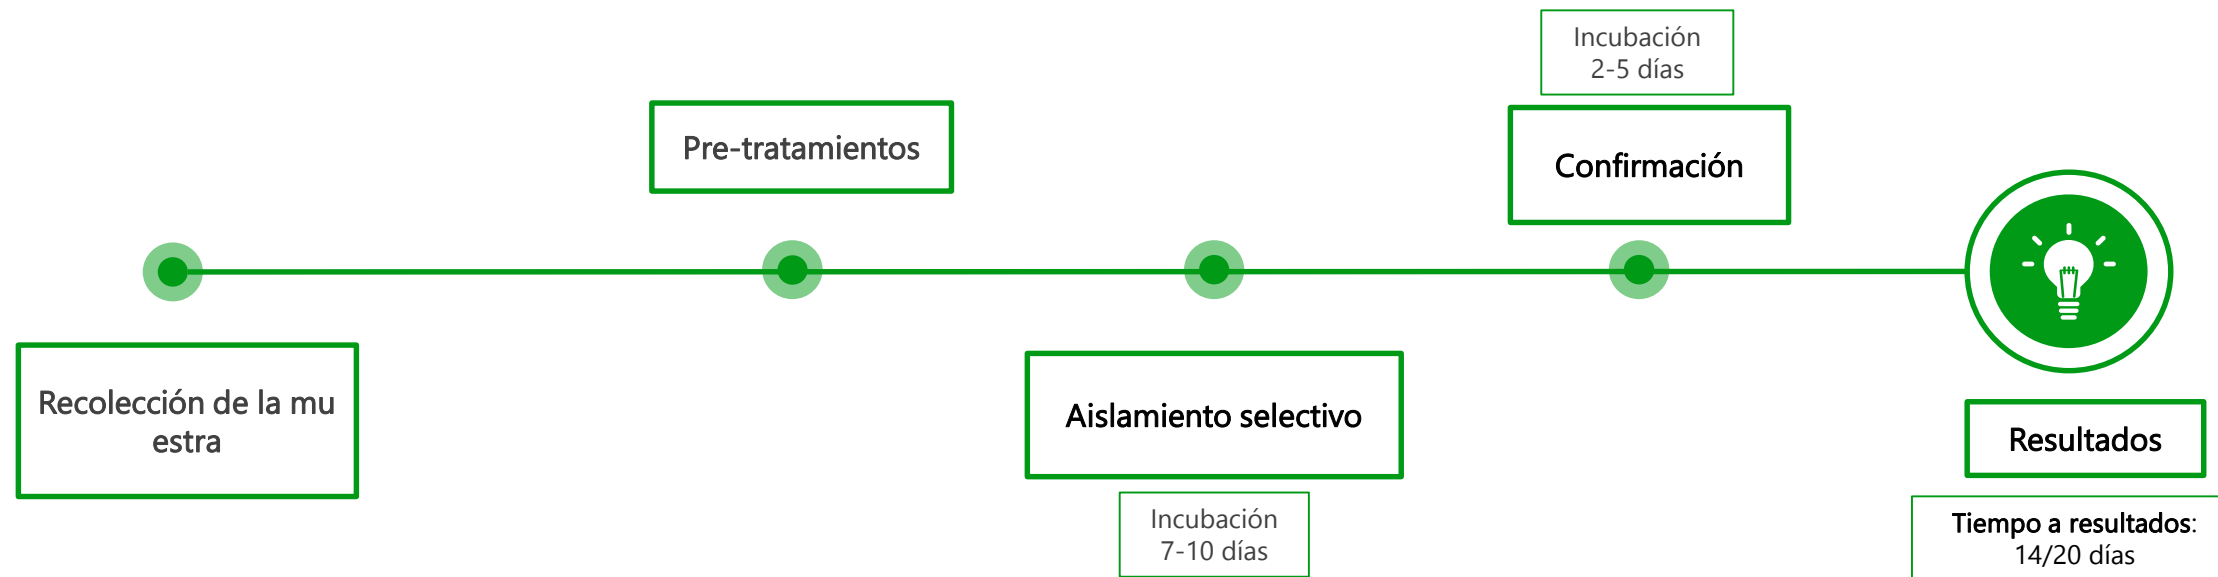 Recolección de la mu
estra
Pre-tratamientos
Aislamiento selectivo
Incubación
7-10 días
Incubación
2-5 días
Confirmación
Resultados
Tiempo a resultados:
14/20 días